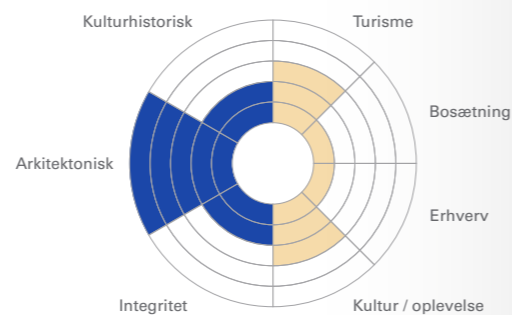 Kulturhistorisk
Turisme
Bosætning
Arkitektonisk
Erhverv
Integritet
Kultur / oplevelse